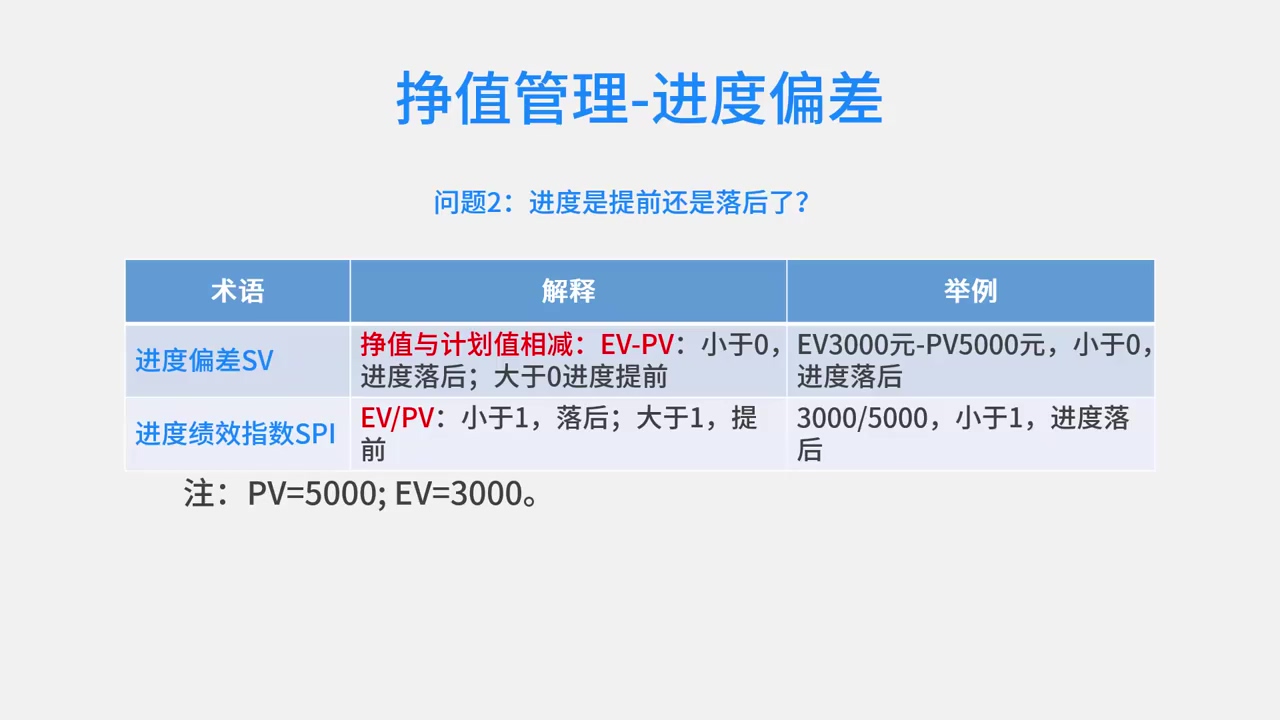 挣值管理-进度偏差
问题2：进度是提前还是落后了？
术语
解释
举例
进度偏差SV
挣值与计划值相减：EV-PV：小于0，
进度落后；大于0进度提前
EV3000元-PV5000元，小于0，
进度落后
进度绩效指数SPI
EV/PV：小于1，落后；大于1，提
前
3000/5000，小于1，进度落
后
注：PV=5000; EV=3000。